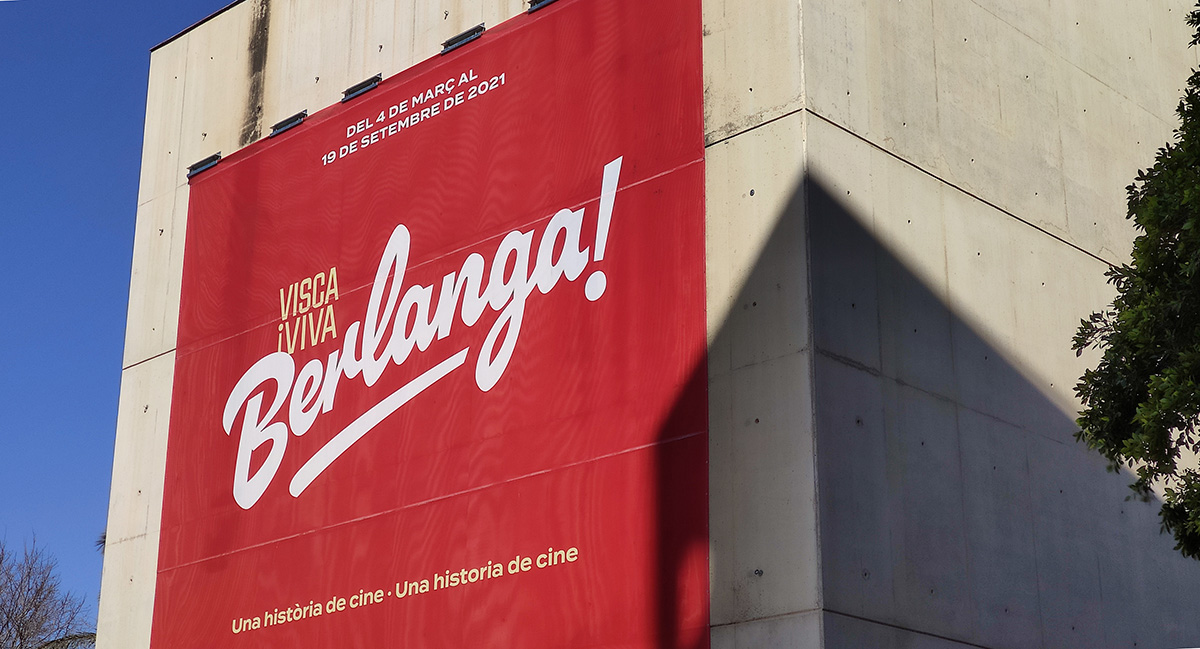 DEL 4 DE MARÇ AL
19 DE SETEMBRE DE 2021
VISCA
¡VIVA
Berlanga!
Una història de cine · Una historia de cine